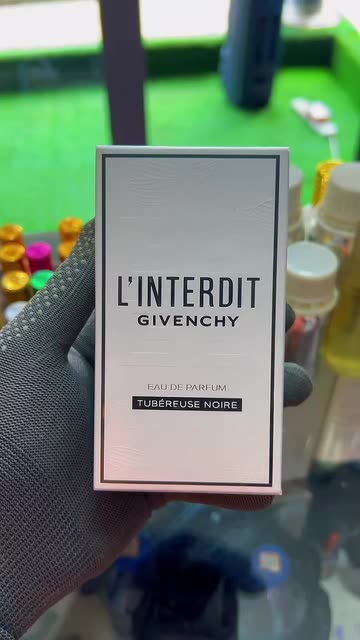 L'INTERDIT
GIVENCHY
EAU DE PARFUM
TUBÉREUSE NOIRE